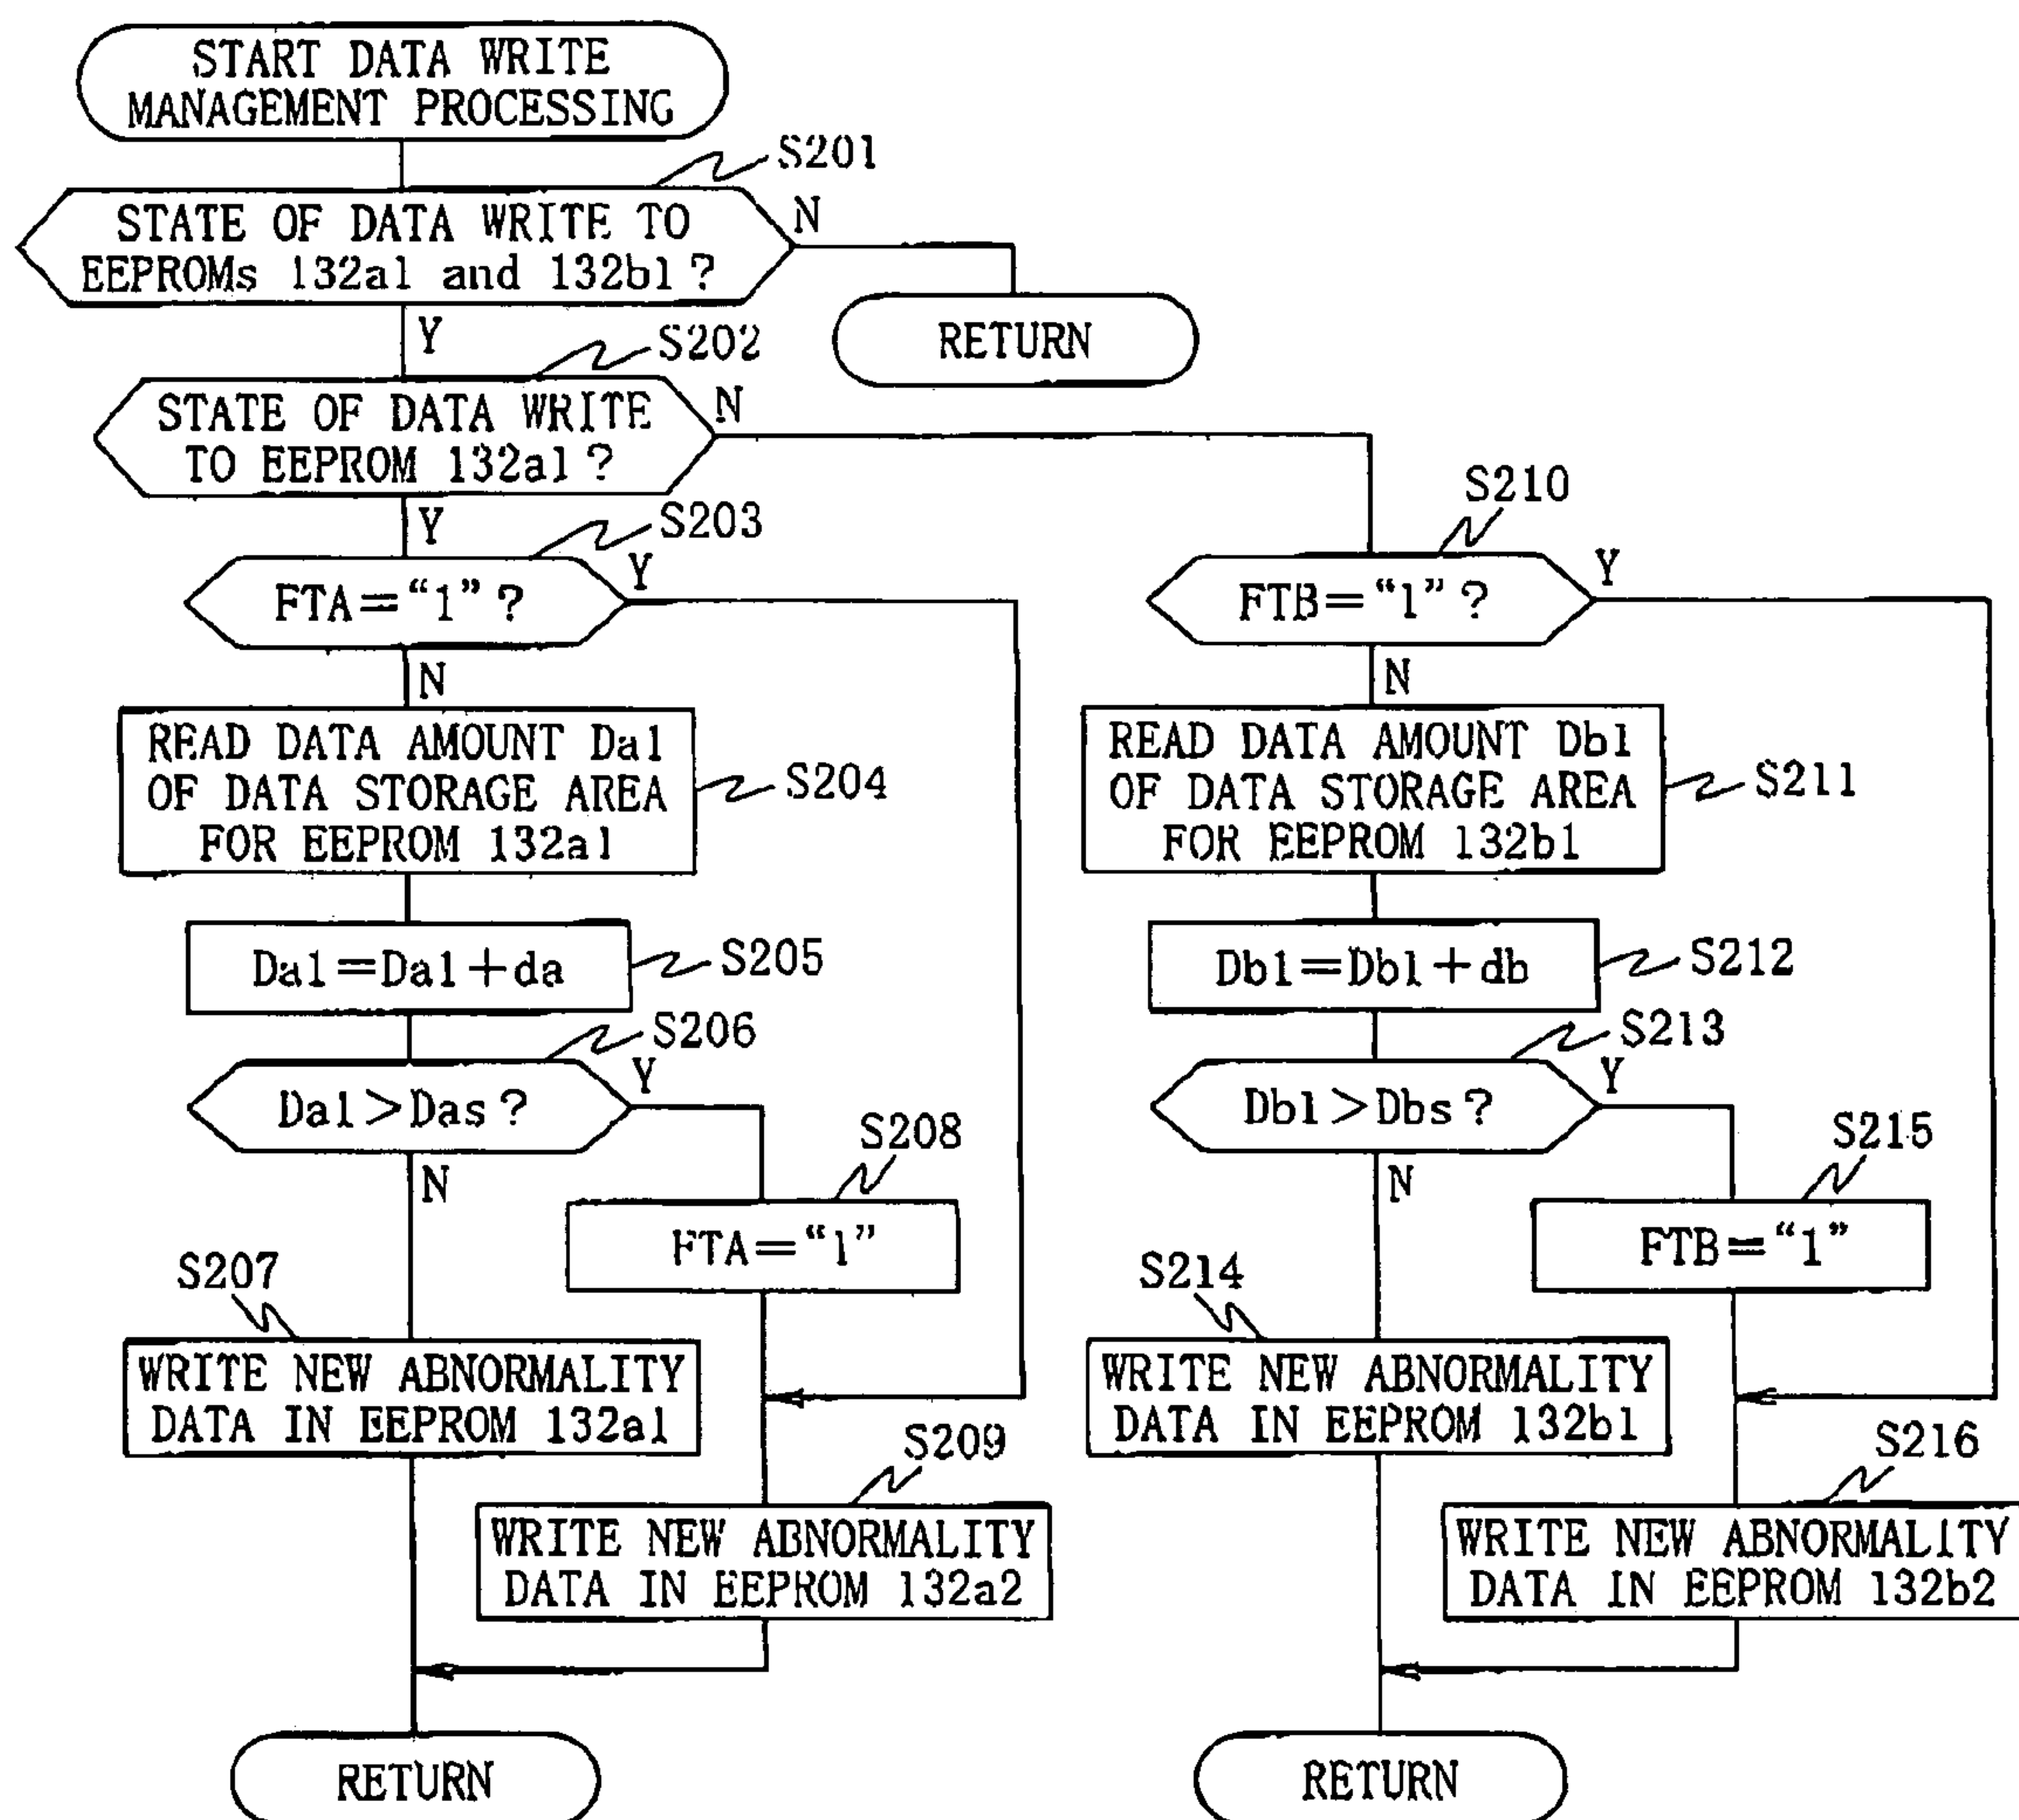 START DATA WRITE
MANAGEMENT PROCESSING
S201
STATE OF DATA WRITE TO
EEPROMs 132a1 and 132b1?
N
RETURN
Y
S202
STATE OF DATA WRITE
TO EEPROM 132a1?
N
Y
S203
FTA="1"?
Y
N
READ DATA AMOUNT Da1
OF DATA STORAGE AREA
FOR EEPROM 132a1
S204
Da1=Da1+da
S205
S206
Da1>Das?
Y
N
S208
FTA="1"
S207
WRITE NEW ABNORMALITY
DATA IN EEPROM 132a1
S209
WRITE NEW ABNORMALITY
DATA IN EEPROM 132a2
RETURN
S210
FTB="1"?
Y
N
READ DATA AMOUNT Db1
OF DATA STORAGE AREA
FOR EEPROM 132b1
S211
Db1=Db1+db
S212
S213
Db1>Dbs?
Y
N
S215
FTB="1"
S214
WRITE NEW ABNORMALITY
DATA IN EEPROM 132b1
S216
WRITE NEW ABNORMALITY
DATA IN EEPROM 132b2
RETURN